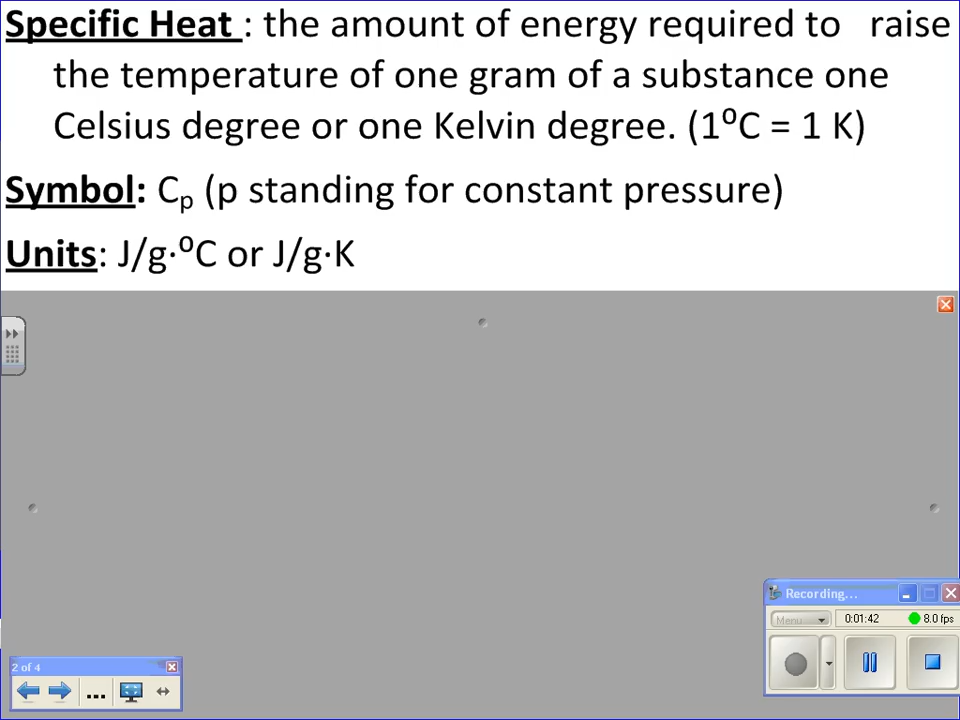 Specific Heat : the amount of energy required to raise
the temperature of one gram of a substance one
Celsius degree or one Kelvin degree. (1⁰C = 1 K)
Symbol: Cₚ (p standing for constant pressure)
Units: J/g·⁰C or J/g·K
Recording...
Menu
0:01:42
8.0 fps
2 of 4
...